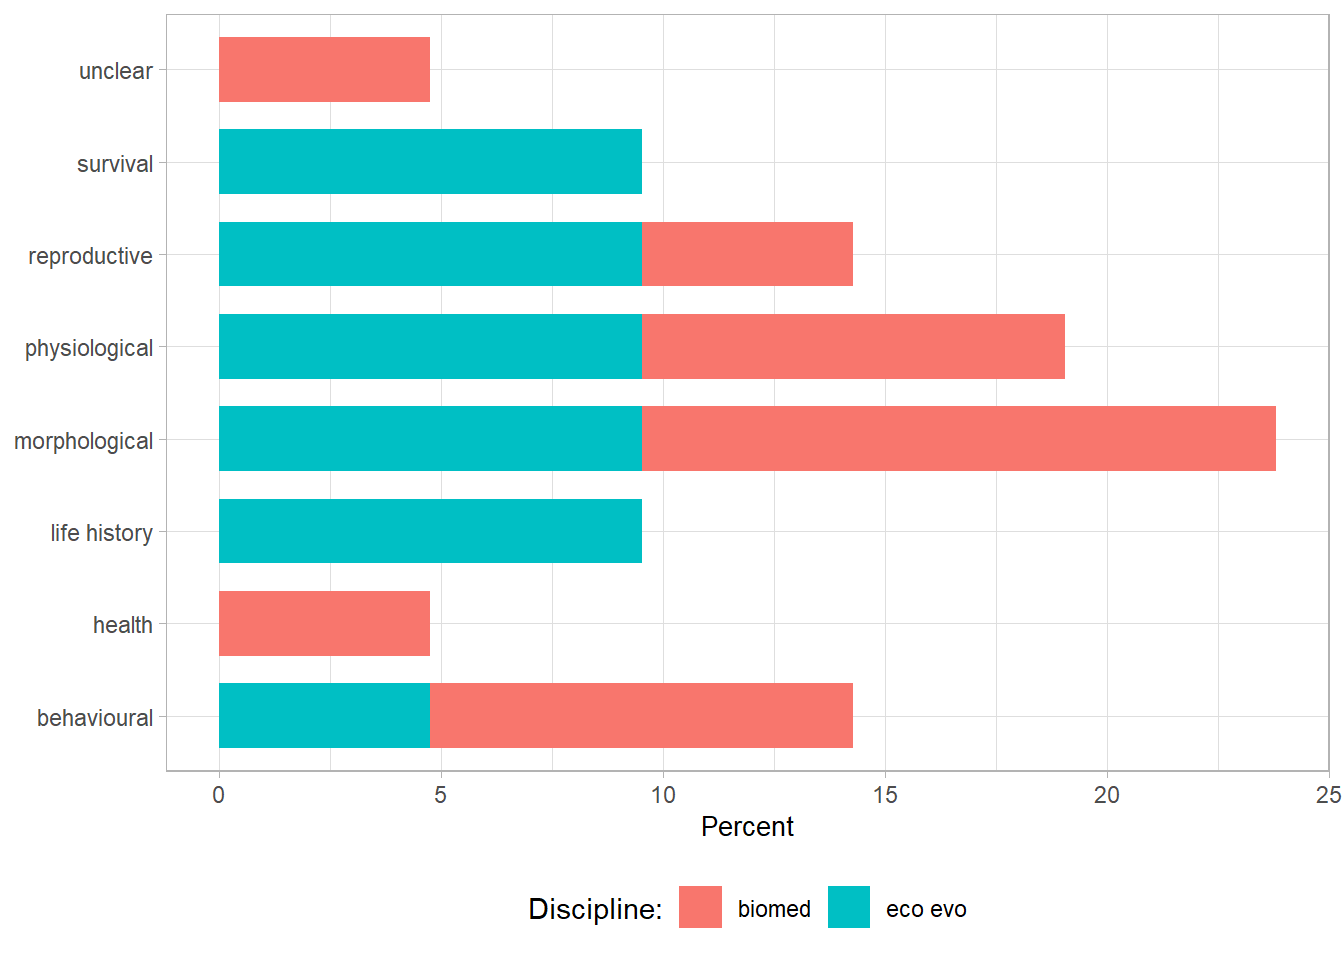 unclear
survival
reproductive
physiological
morphological
life history
health
behavioural
0 5 10 15 20 25
Percent
Discipline: biomed eco evo